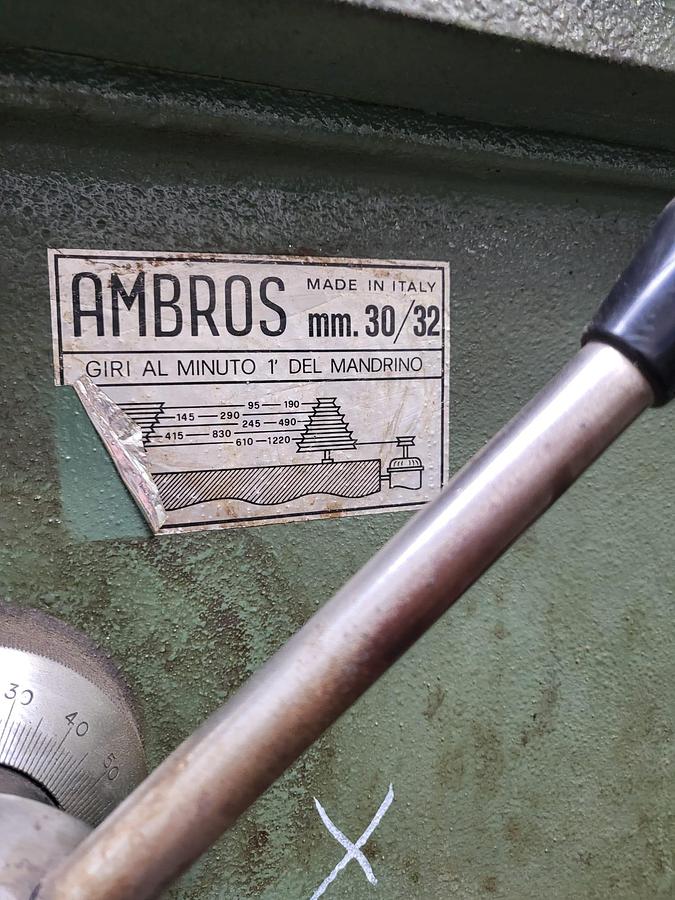 AMBROS
MADE IN ITALY
mm. 30/32
GIRI AL MINUTO 1' DEL MANDRINO
95 — 190
145 — 290
245 — 490
415 — 830
610 — 1220
30 40 50
X